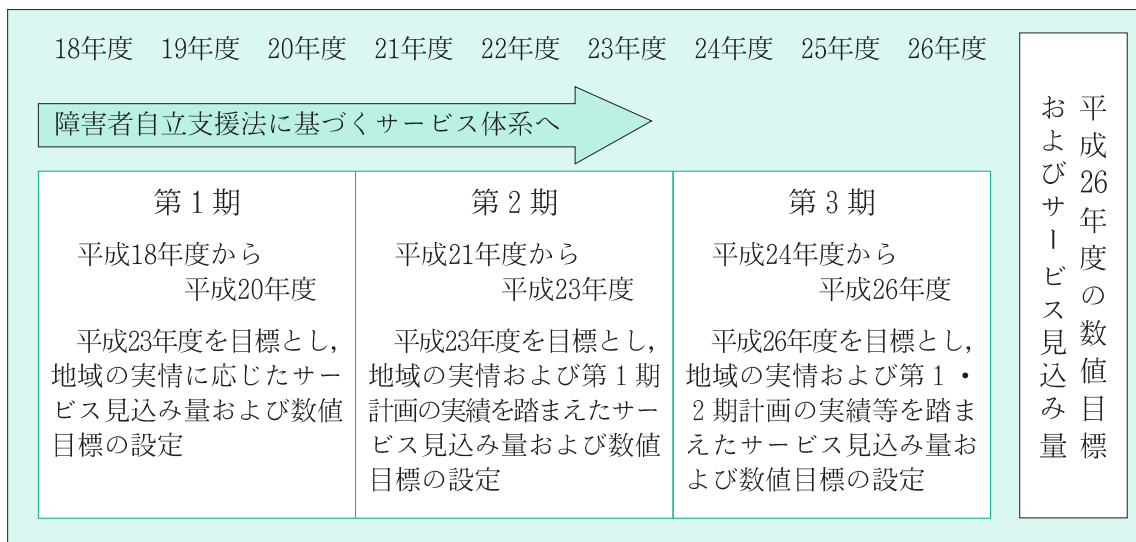 18年度 19年度 20年度 21年度 22年度 23年度 24年度 25年度 26年度
障害者自立支援法に基づくサービス体系へ
第1期
平成18年度から
平成20年度
平成23年度を目標とし,
地域の実情に応じたサー
ビス見込み量および数値
目標の設定
第2期
平成21年度から
平成23年度
平成23年度を目標とし,
地域の実情および第1期
計画の実績を踏まえたサー
ビス見込み量および数値
目標の設定
第3期
平成24年度から
平成26年度
平成26年度を目標とし,
地域の実情および第1・
2期計画の実績等を踏ま
えたサービス見込み量お
よび数値目標の設定
平成26年度の数値目標
およびサービス見込み量